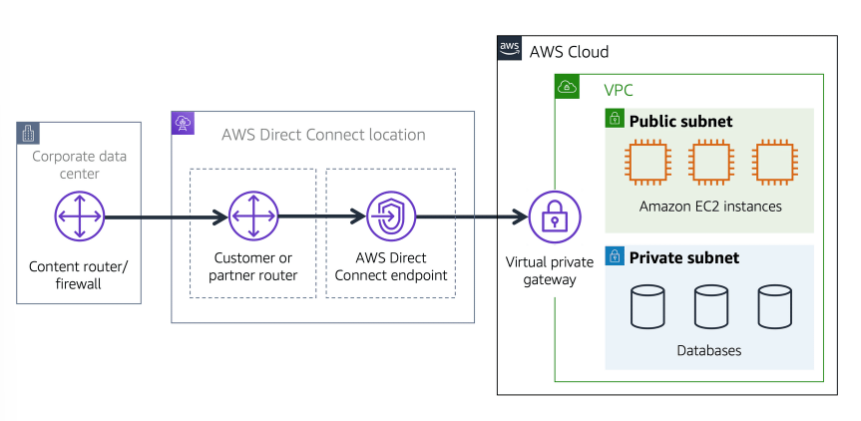 aws
AWS Cloud
VPC
Public subnet
Amazon EC2 instances
AWS Direct Connect location
Corporate data
center
Content router/
firewall
Customer or
partner router
AWS Direct
Connect endpoint
Virtual private
gateway
Private subnet
Databases